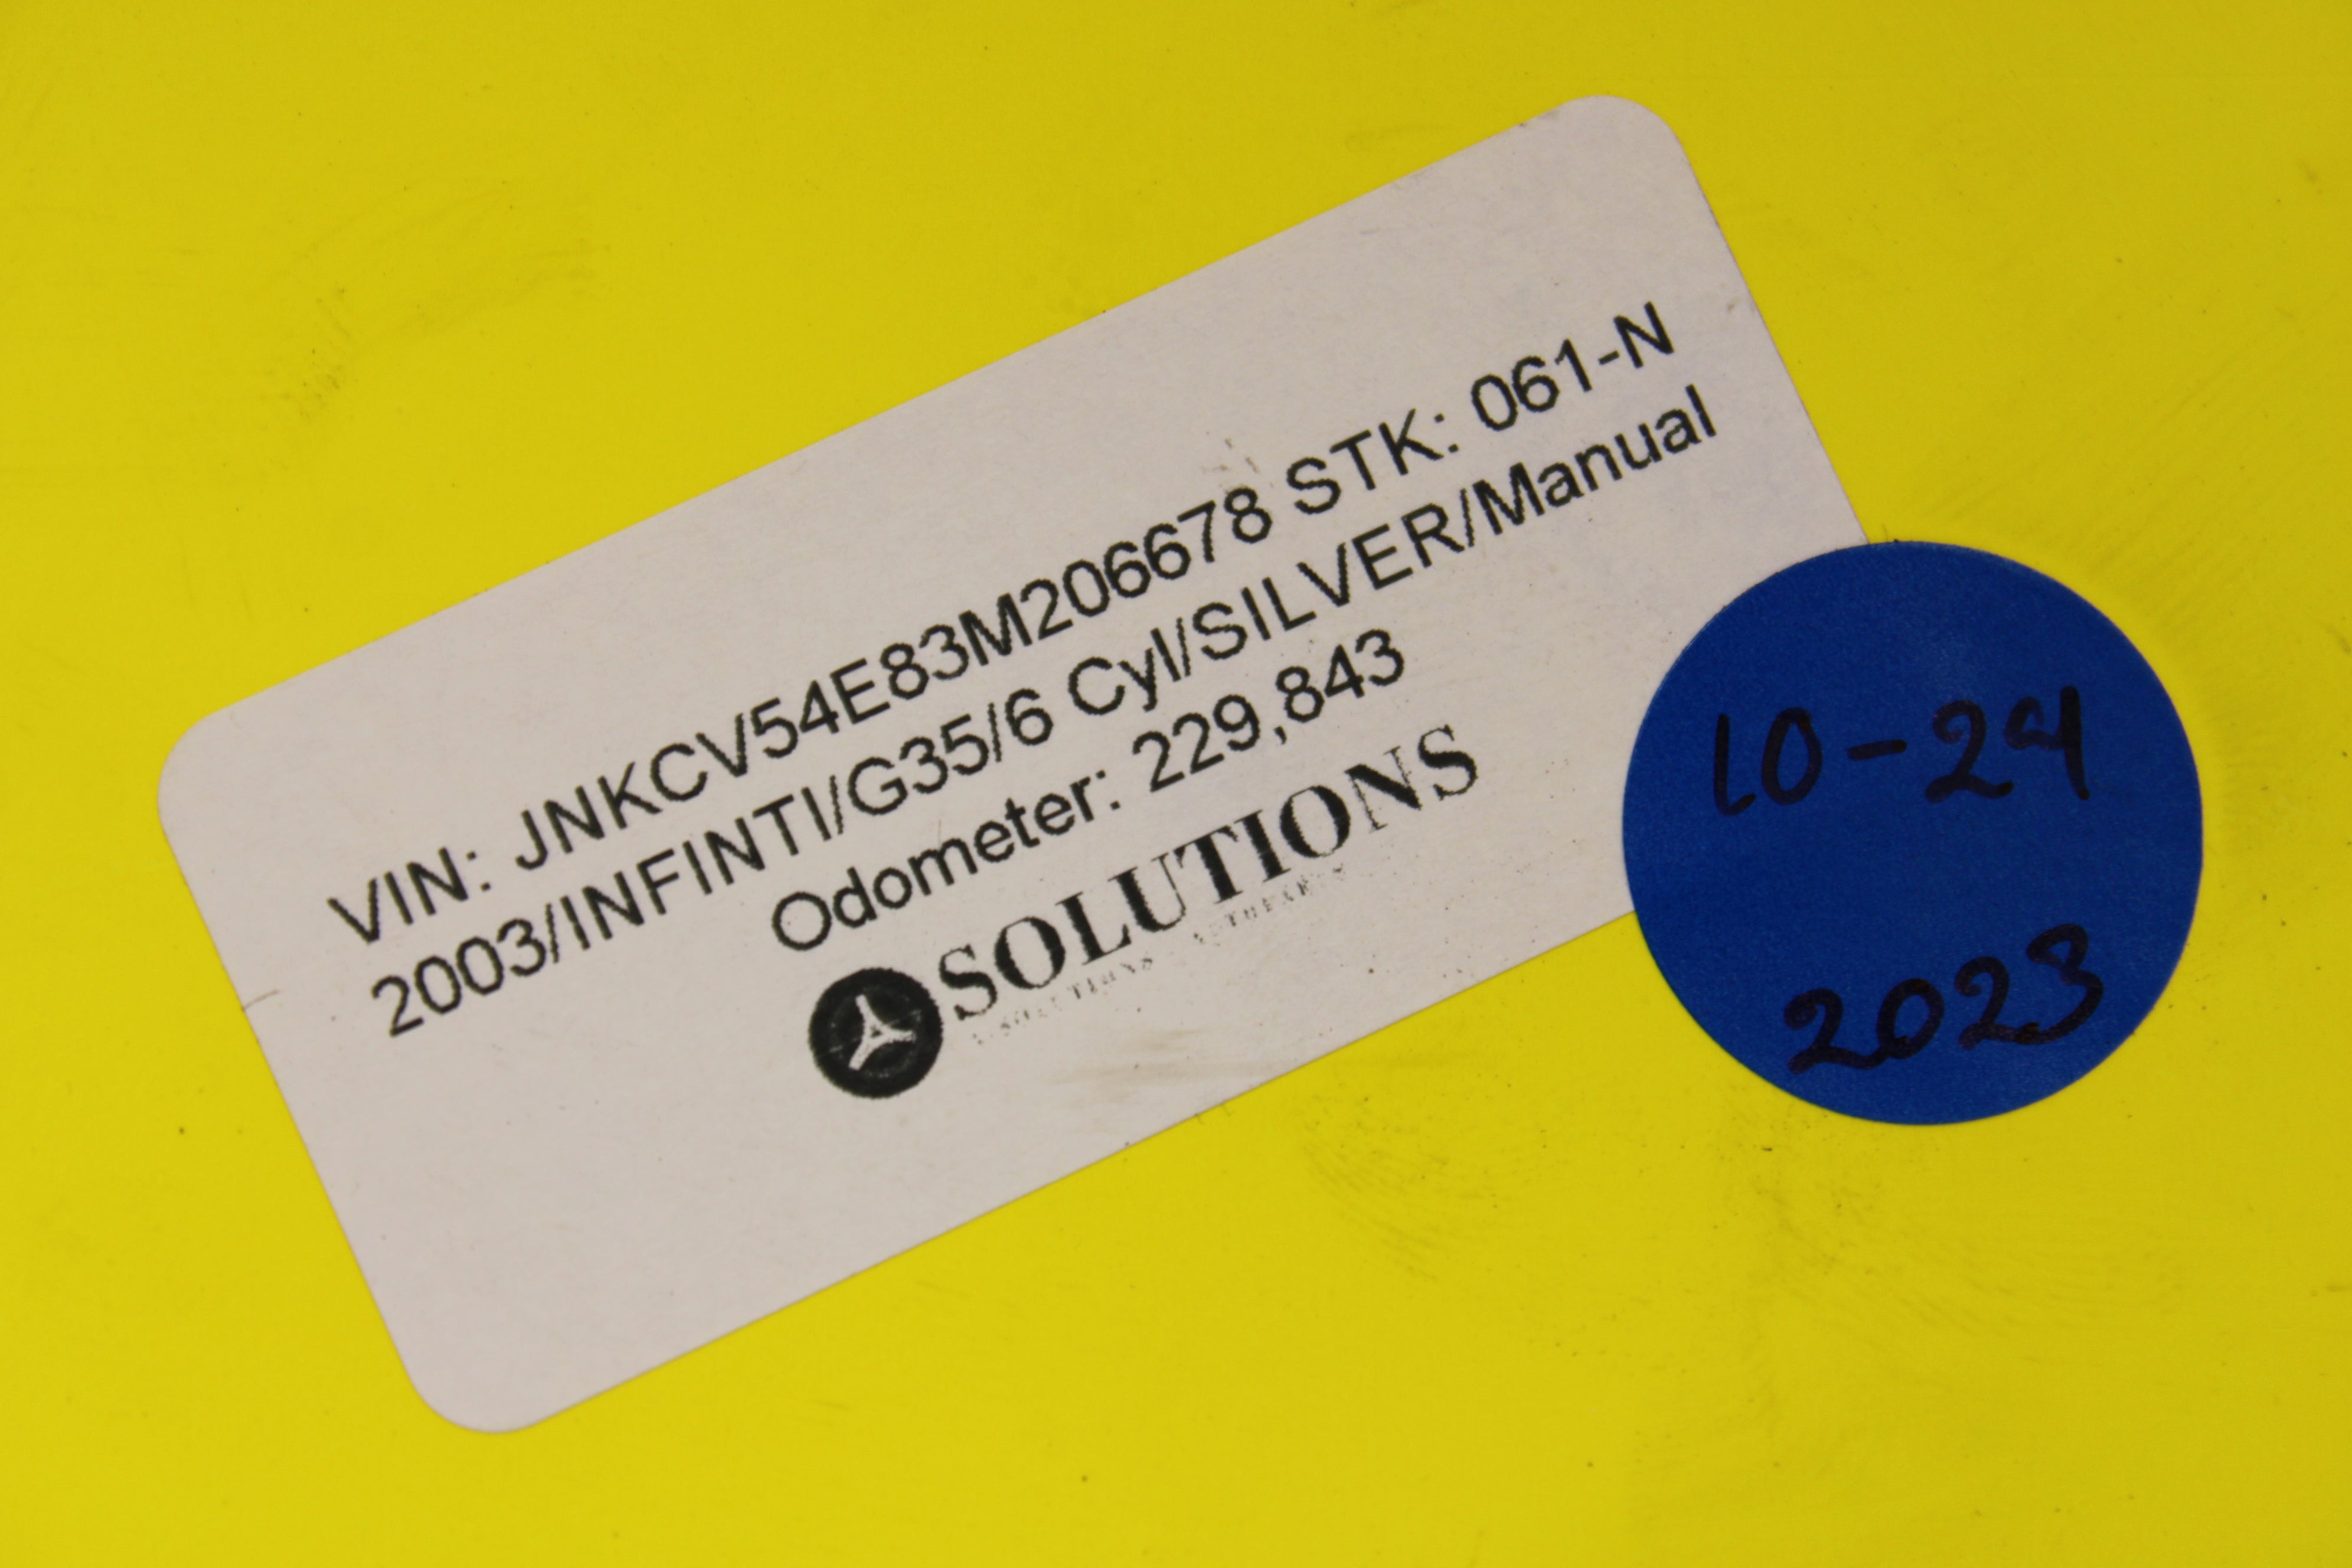 VIN: JNKCV54E83M206678 STK: 061-N
2003/INFINTI/G35/6 Cyl/SILVER/Manual
Odometer: 229,843
SOLUTIONS
10-24
2023